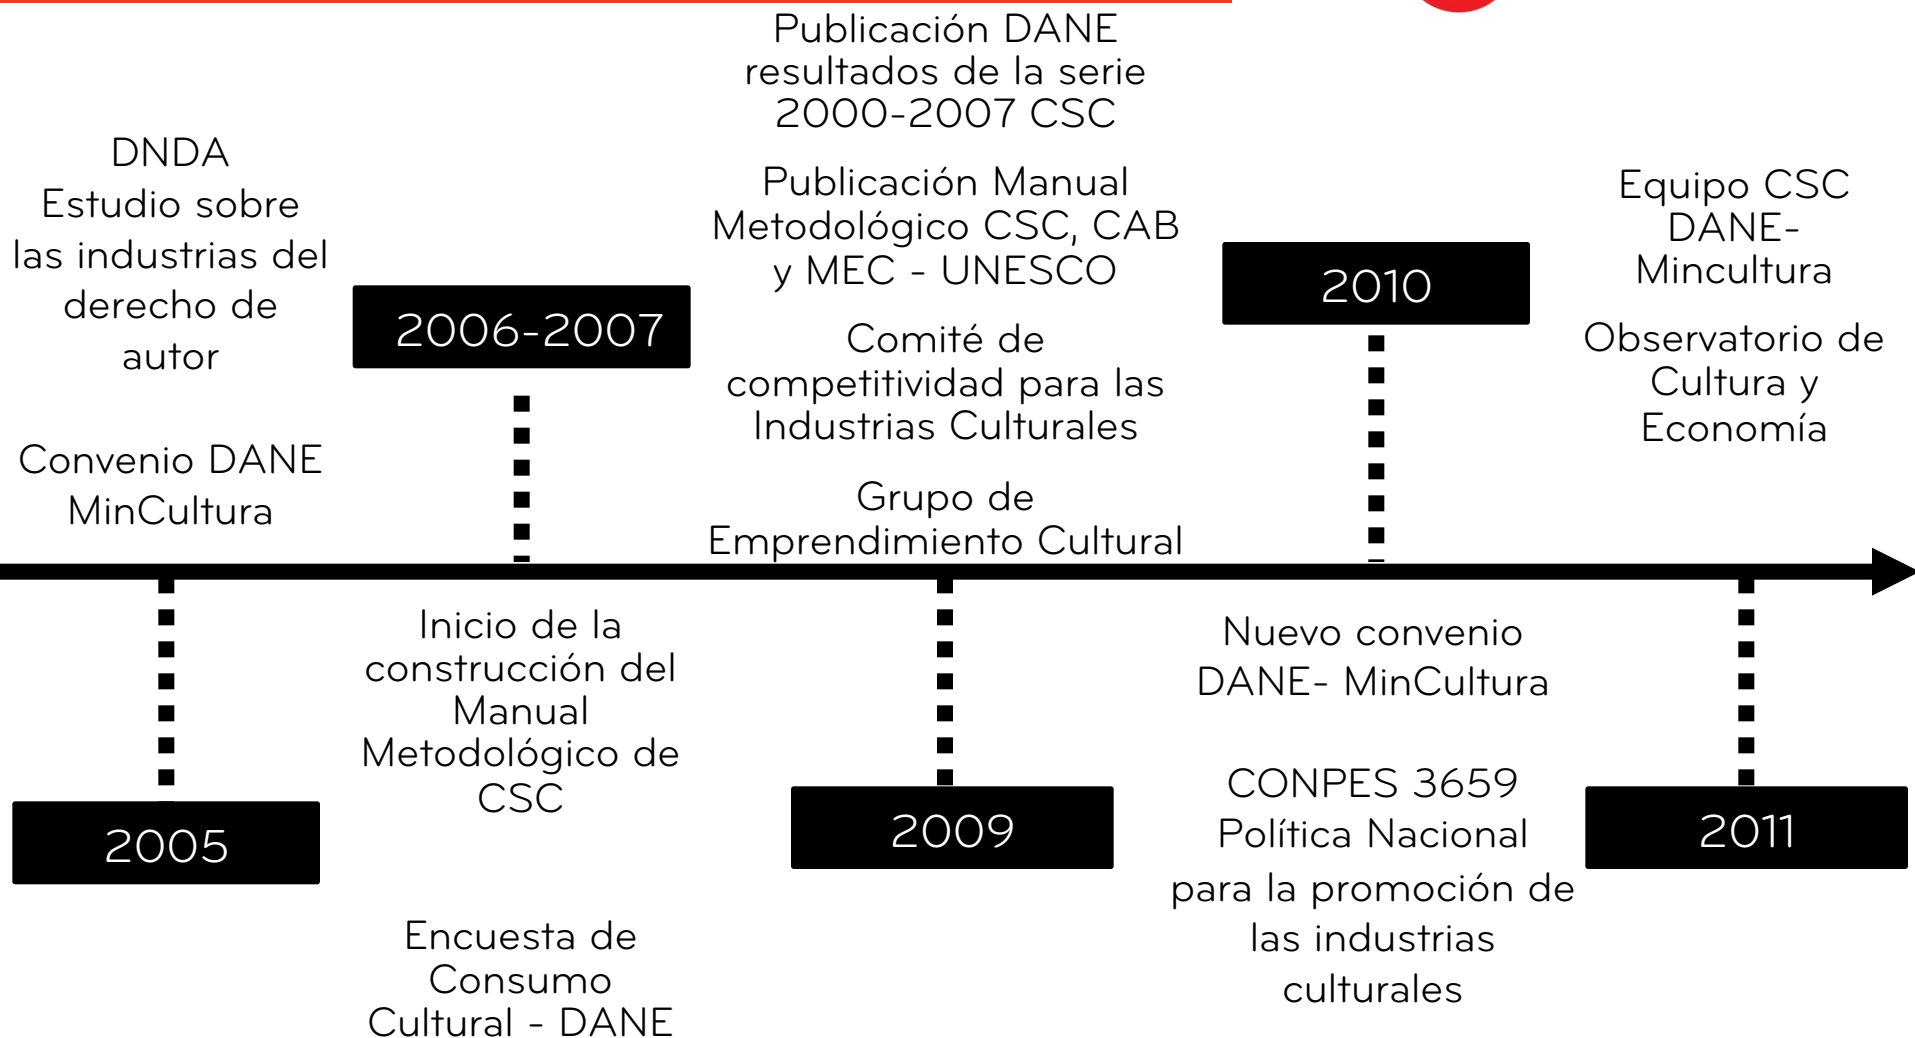 DNDA
Estudio sobre
las industrias del
derecho de
autor
Convenio DANE
MinCultura
2005
2006-2007
Inicio de la
construcción del
Manual
Metodológico de
CSC
Encuesta de
Consumo
Cultural - DANE
Publicación DANE
resultados de la serie
2000-2007 CSC
Publicación Manual
Metodológico CSC, CAB
y MEC - UNESCO
Comité de
competitividad para las
Industrias Culturales
Grupo de
Emprendimiento Cultural
2009
2010
Nuevo convenio
DANE- MinCultura
CONPES 3659
Política Nacional
para la promoción de
las industrias
culturales
Equipo CSC
DANE-
Mincultura
Observatorio de
Cultura y
Economía
2011